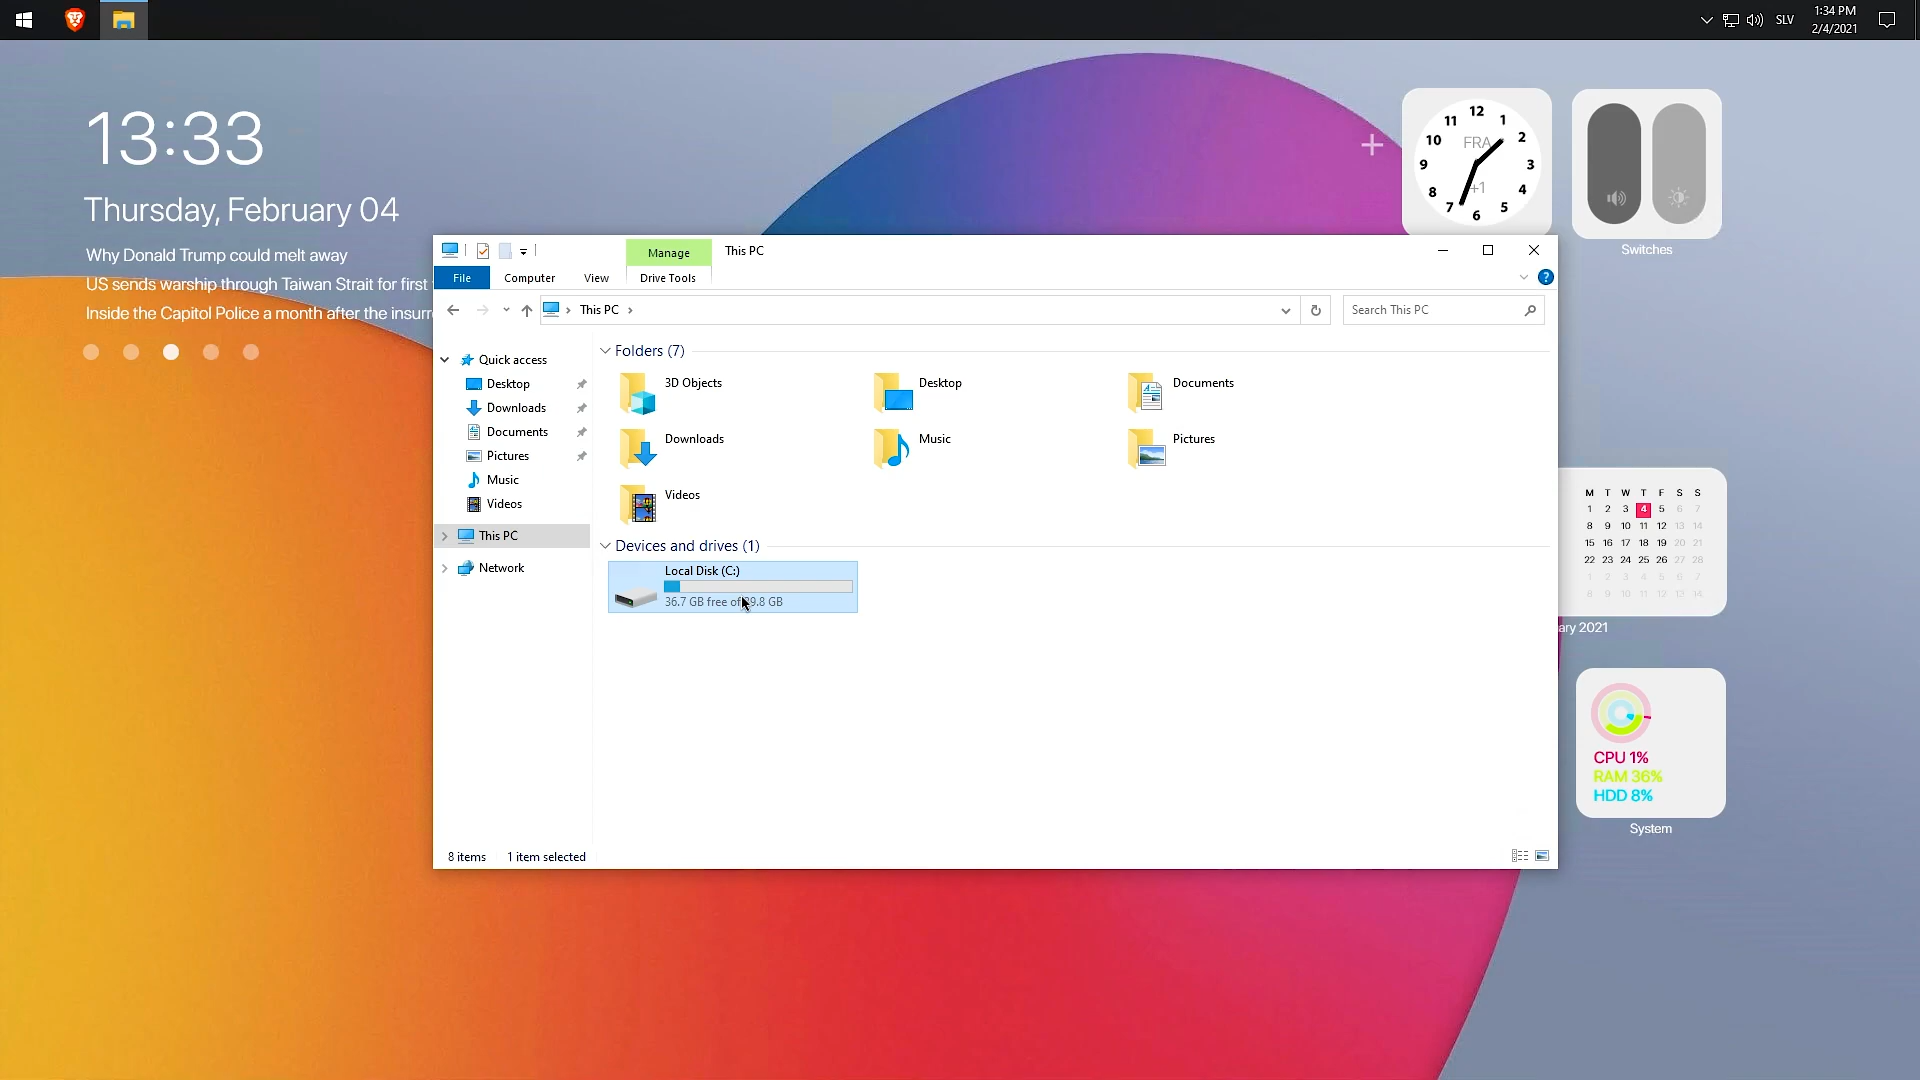 SLV
1:34 PM
2/4/2021
13:33
Thursday, February 04
Why Donald Trump could melt away
US sends warship through Taiwan Strait for first
Inside the Capitol Police a month after the insurr
12
11 1
10 FRA 2
9 3
8 +1 4
7 5
6
Switches
Manage
This PC
File
Computer
View
Drive Tools
This PC
Search This PC
Quick access
Desktop
Downloads
Documents
Pictures
Music
Videos
This PC
Network
Folders (7)
3D Objects
Desktop
Documents
Downloads
Music
Pictures
Videos
Devices and drives (1)
Local Disk (C:)
36.7 GB free of 39.8 GB
8 items
1 item selected
M T W T F S S
1 2 3 4 5 6 7
8 9 10 11 12 13 14
15 16 17 18 19 20 21
22 23 24 25 26 27 28
1 2 3 4 5 6 7
8 9 10 11 12 13 14
ary 2021
CPU 1%
RAM 36%
HDD 8%
System